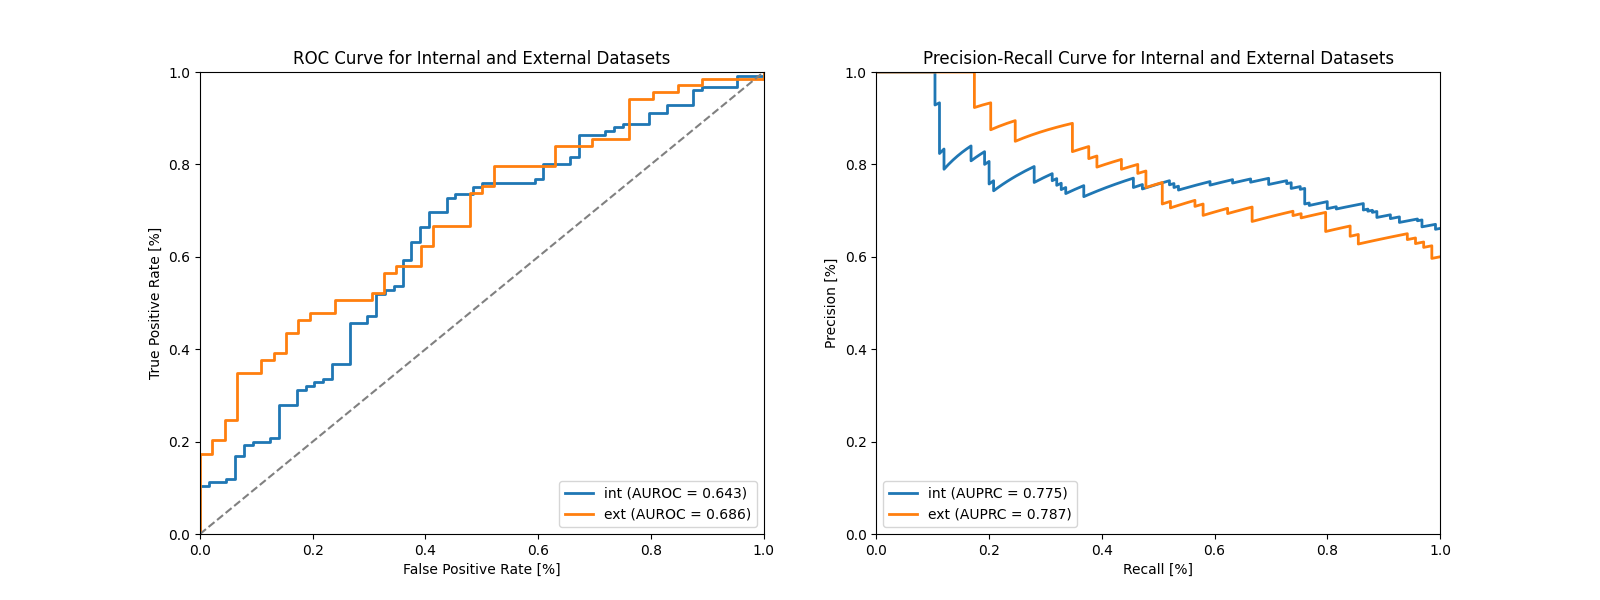 ROC Curve for Internal and External Datasets
1.0
0.8
0.6
0.4
0.2
0.0
True Positive Rate [%]
int (AUROC = 0.643)
ext (AUROC = 0.686)
0.0 0.2 0.4 0.6 0.8 1.0
False Positive Rate [%]
Precision-Recall Curve for Internal and External Datasets
1.0
0.8
0.6
0.4
0.2
0.0
Precision [%]
int (AUPRC = 0.775)
ext (AUPRC = 0.787)
0.0 0.2 0.4 0.6 0.8 1.0
Recall [%]